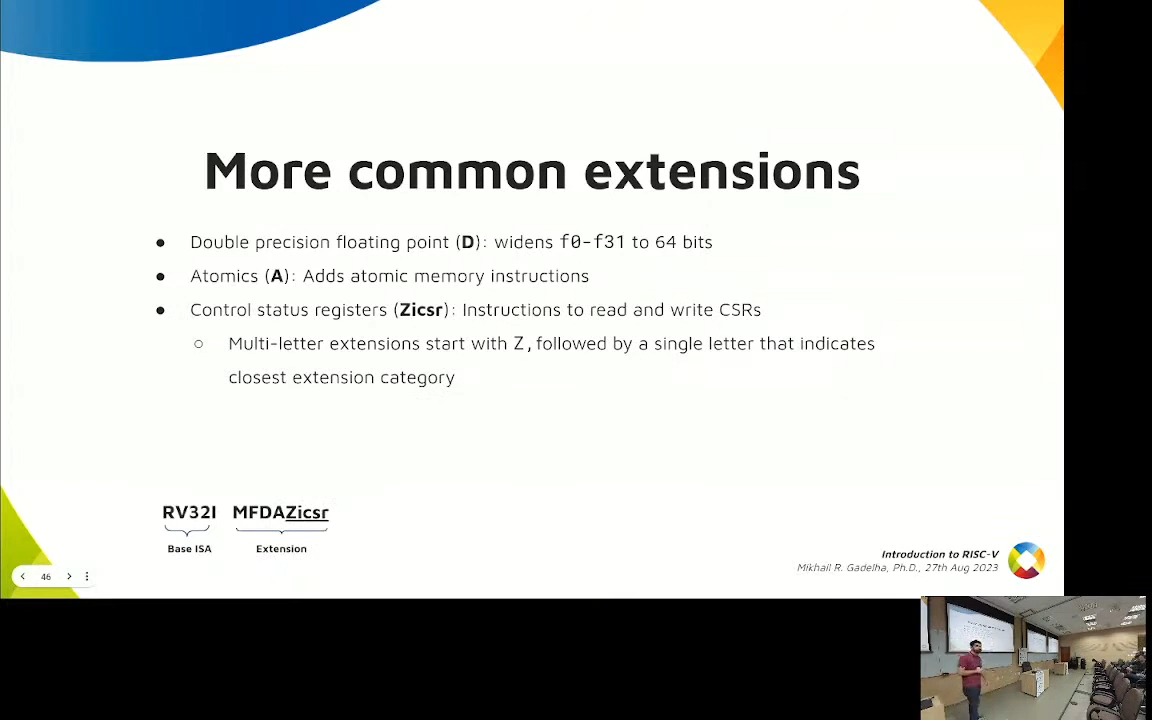 More common extensions
● Double precision floating point (D): widens f0-f31 to 64 bits
● Atomics (A): Adds atomic memory instructions
● Control status registers (Zicsr): Instructions to read and write CSRs
○ Multi-letter extensions start with Z, followed by a single letter that indicates
closest extension category
RV32I MFDAZicsr
Base ISA Extension
Introduction to RISC-V
Mikhail R. Gadelha, Ph.D., 27th Aug 2023
46